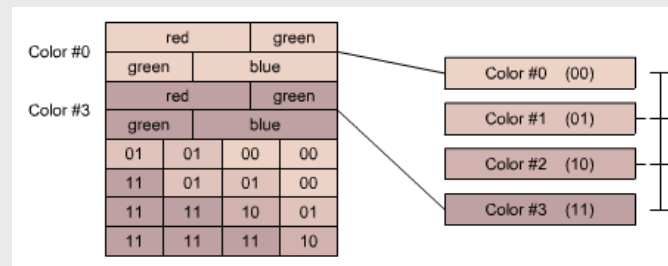 red green
Color #0
green blue
red green
Color #3
green blue
01 01 00 00
11 01 01 00
11 11 10 01
11 11 11 10
Color #0 (00)
Color #1 (01)
Color #2 (10)
Color #3 (11)